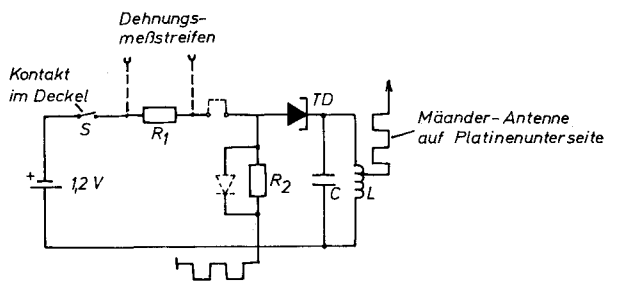 Dehnungs-
meßstreifen
Kontakt
im Deckel
S
R1
TD
Mäander-Antenne
auf Platinenunterseite
+
1,2 V
R2
C
L